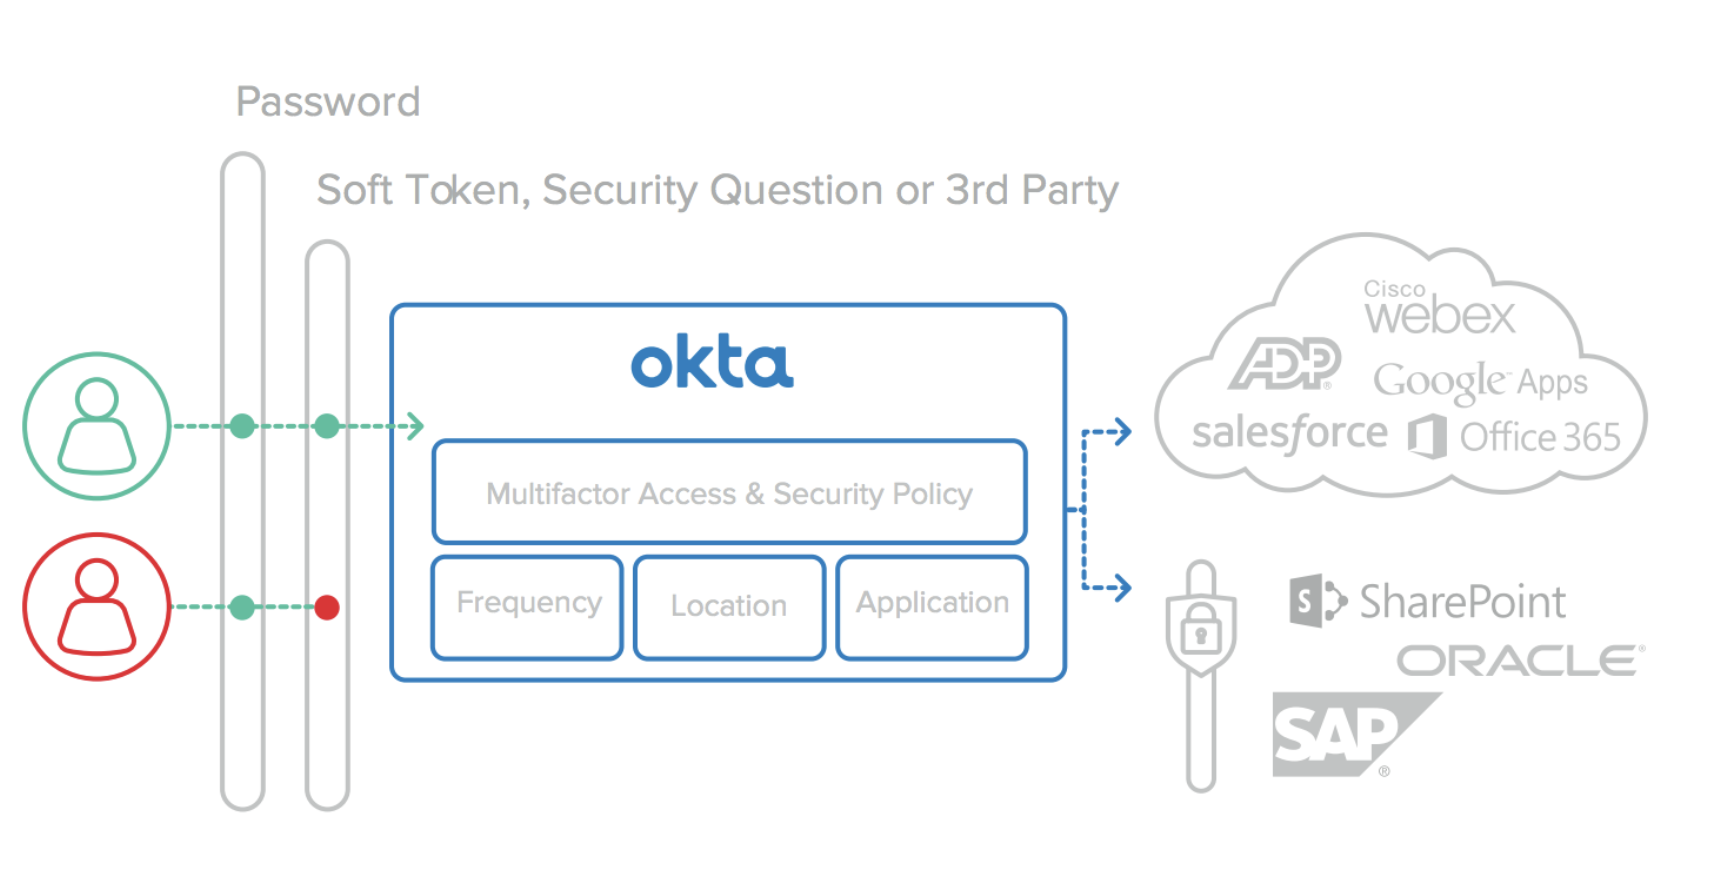 Password
Soft Token, Security Question or 3rd Party
okta
Multifactor Access & Security Policy
Frequency
Location
Application
Cisco
webex
ADP®
Google™ Apps
salesforce
Office 365
S
SharePoint
ORACLE®
SAP®